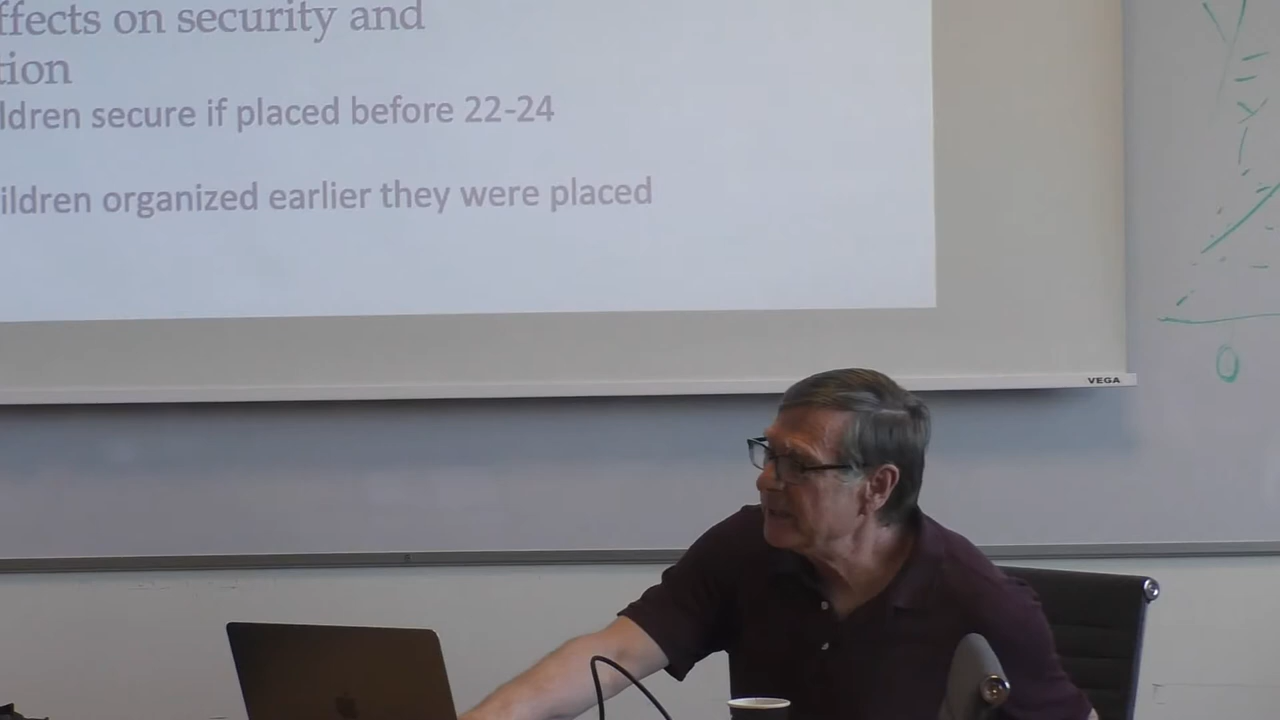 ffects on security and
tion
ldren secure if placed before 22-24
ildren organized earlier they were placed
VEGA
0